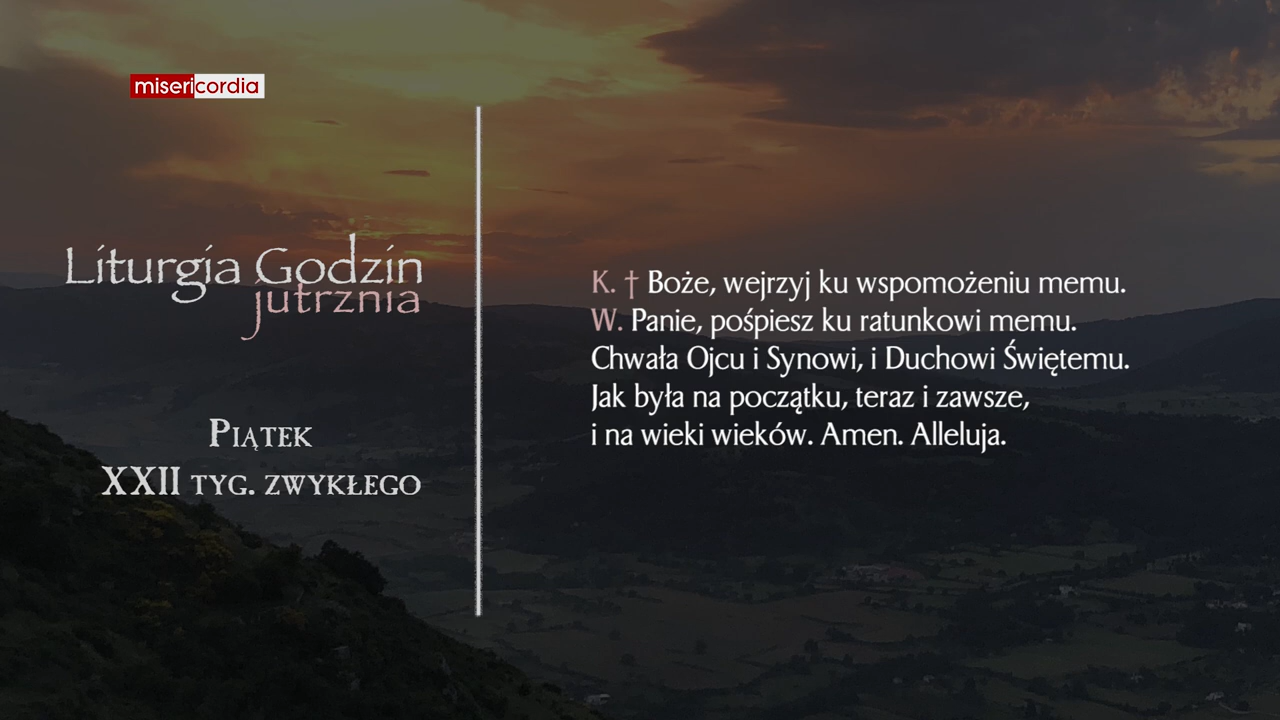 misericordia
Liturgia Godzin
jutrznia
Piątek
XXII tyg. zwykłego
K. † Boże, wejrzyj ku wspomożeniu memu.
W. Panie, pośpiesz ku ratunkowi memu.
Chwała Ojcu i Synowi, i Duchowi Świętemu.
Jak była na początku, teraz i zawsze,
i na wieki wieków. Amen. Alleluja.